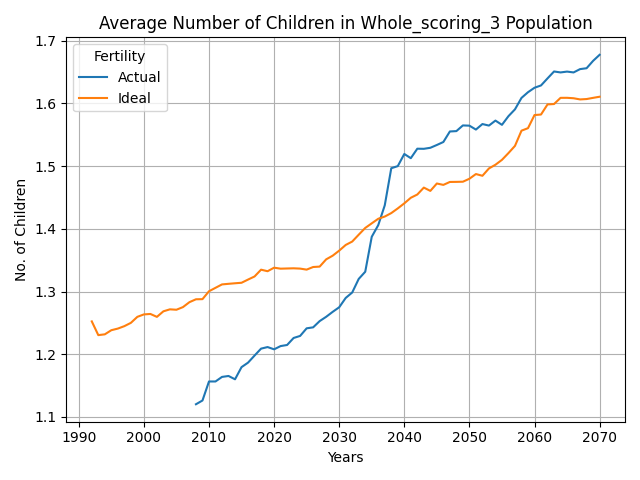 Average Number of Children in Whole_scoring_3 Population
Fertility
Actual
Ideal
No. of Children
1.7
1.6
1.5
1.4
1.3
1.2
1.1
1990 2000 2010 2020 2030 2040 2050 2060 2070
Years